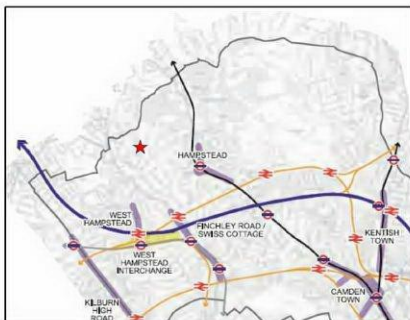 HAMPSTEAD
WEST
HAMPSTEAD
FINCHLEY ROAD /
SWISS COTTAGE
WEST
HAMPSTEAD
INTERCHANGE
KENTISH
TOWN
KILBURN
HIGH
ROAD
CAMDEN
TOWN